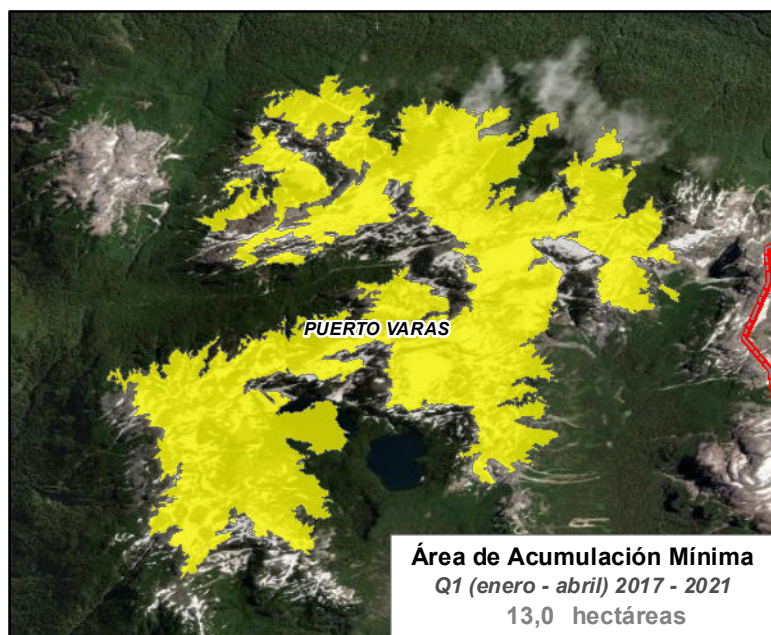 PUERTO VARAS
Área de Acumulación Mínima
Q1 (enero - abril) 2017 - 2021
13,0 hectáreas